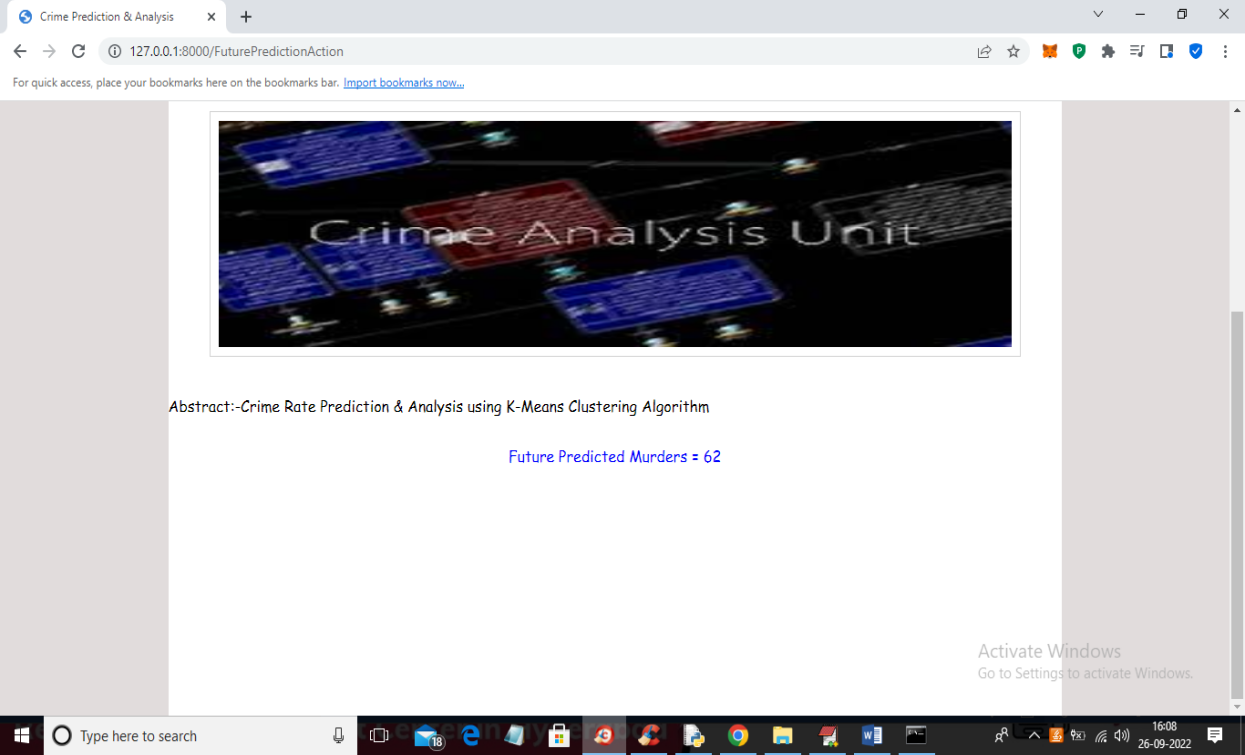 Crime Prediction & Analysis
127.0.0.1:8000/FuturePredictionAction
For quick access, place your bookmarks here on the bookmarks bar. Import bookmarks now...
Crime Analysis Unit
Abstract:-Crime Rate Prediction & Analysis using K-Means Clustering Algorithm
Future Predicted Murders = 62
Activate Windows
Go to Settings to activate Windows.
Type here to search
18
16:08
26-09-2022